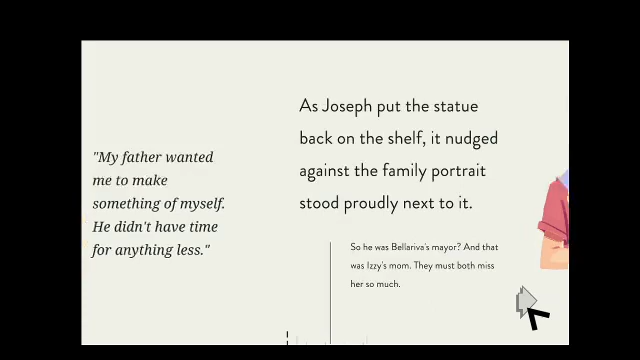 "My father wanted
me to make
something of myself.
He didn't have time
for anything less."
As Joseph put the statue
back on the shelf, it nudged
against the family portrait
stood proudly next to it.
So he was Bellariva's mayor? And that
was Izzy's mom. They must both miss
her so much.